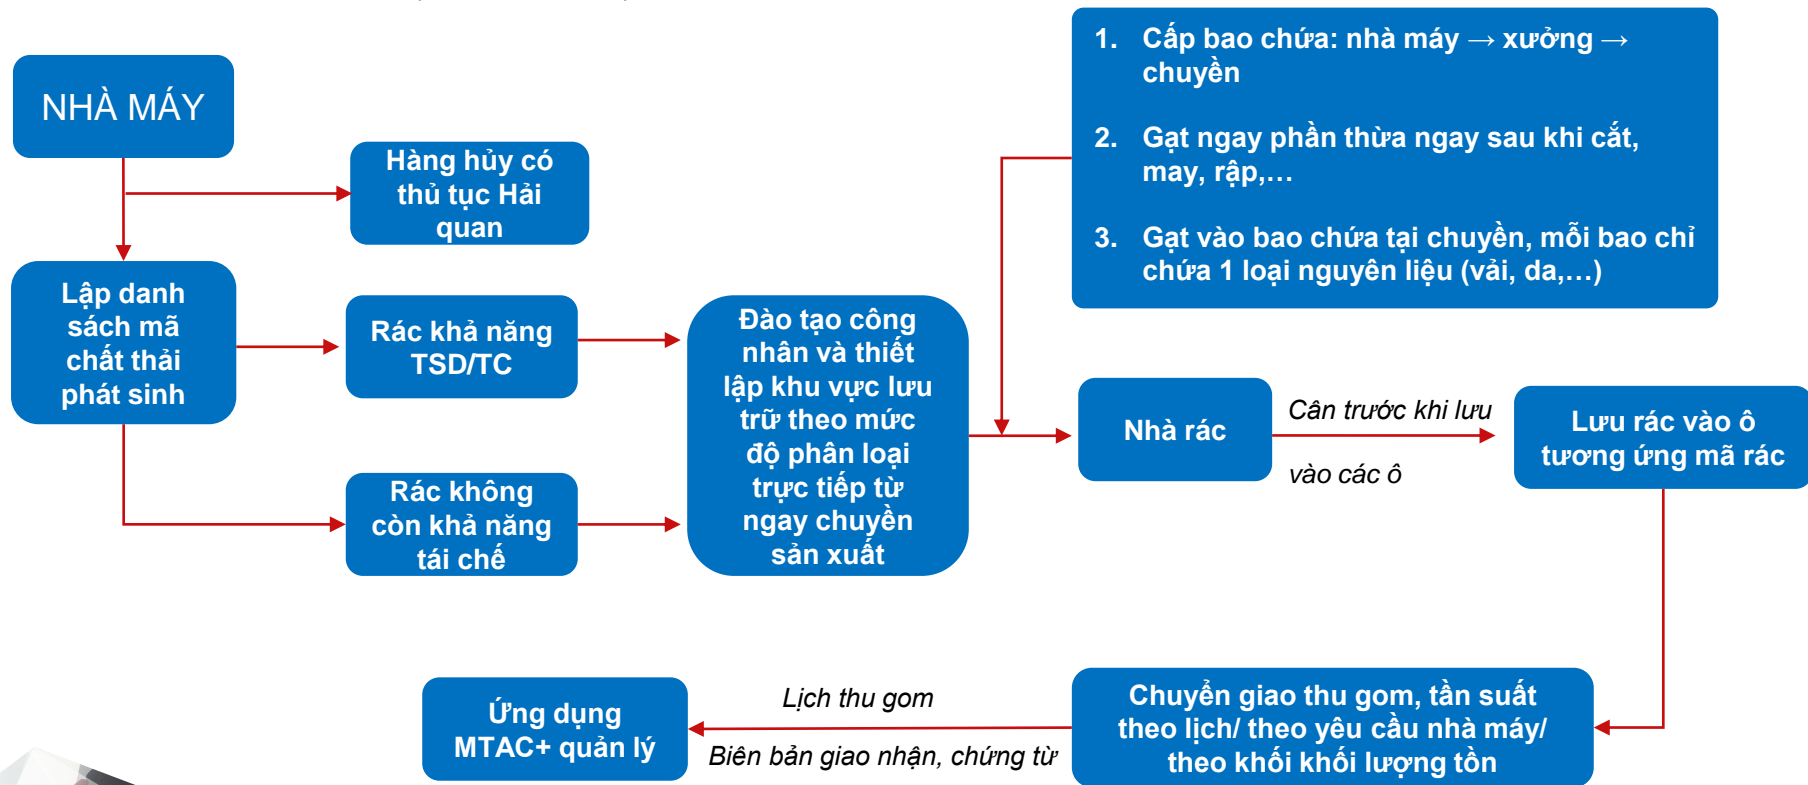 NHÀ MÁY
Hàng hủy có
thủ tục Hải
quan
Lập danh
sách mã
chất thải
phát sinh
Rác khả năng
TSD/TC
Rác không
còn khả năng
tái chế
Đào tạo công
nhân và thiết
lập khu vực lưu
trữ theo mức
độ phân loại
trực tiếp từ
ngay chuyền
sản xuất
1. Cấp bao chứa: nhà máy → xưởng →
chuyền
2. Gạt ngay phần thừa ngay sau khi cắt,
may, rập,…
3. Gạt vào bao chứa tại chuyền, mỗi bao chỉ
chứa 1 loại nguyên liệu (vải, da,…)
Nhà rác
Cân trước khi lưu
vào các ô
Lưu rác vào ô
tương ứng mã rác
Chuyển giao thu gom, tần suất
theo lịch/ theo yêu cầu nhà máy/
theo khối khối lượng tồn
Lịch thu gom
Biên bản giao nhận, chứng từ
Ứng dụng
MTAC+ quản lý